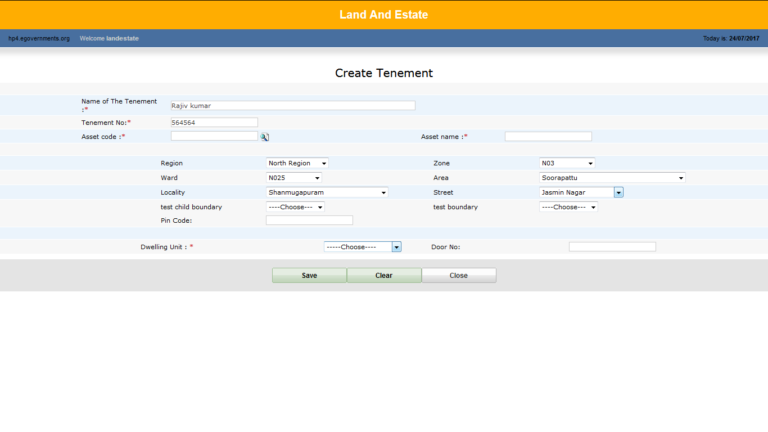 Land And Estate
hp4.egovernments.org Welcome landestate Today is 24/07/2017
Create Tenement
Name of The Tenement :* Rajiv kumar
Tenement No:* 564564
Asset code :* Asset name :*
Region North Region Zone N03
Ward N025 Area Soorapattu
Locality Shanmugapuram Street Jasmin Nagar
test child boundary ----Choose--- test boundary ----Choose---
Pin Code:
Dwelling Unit : * -----Choose---- Door No:
Save Clear Close